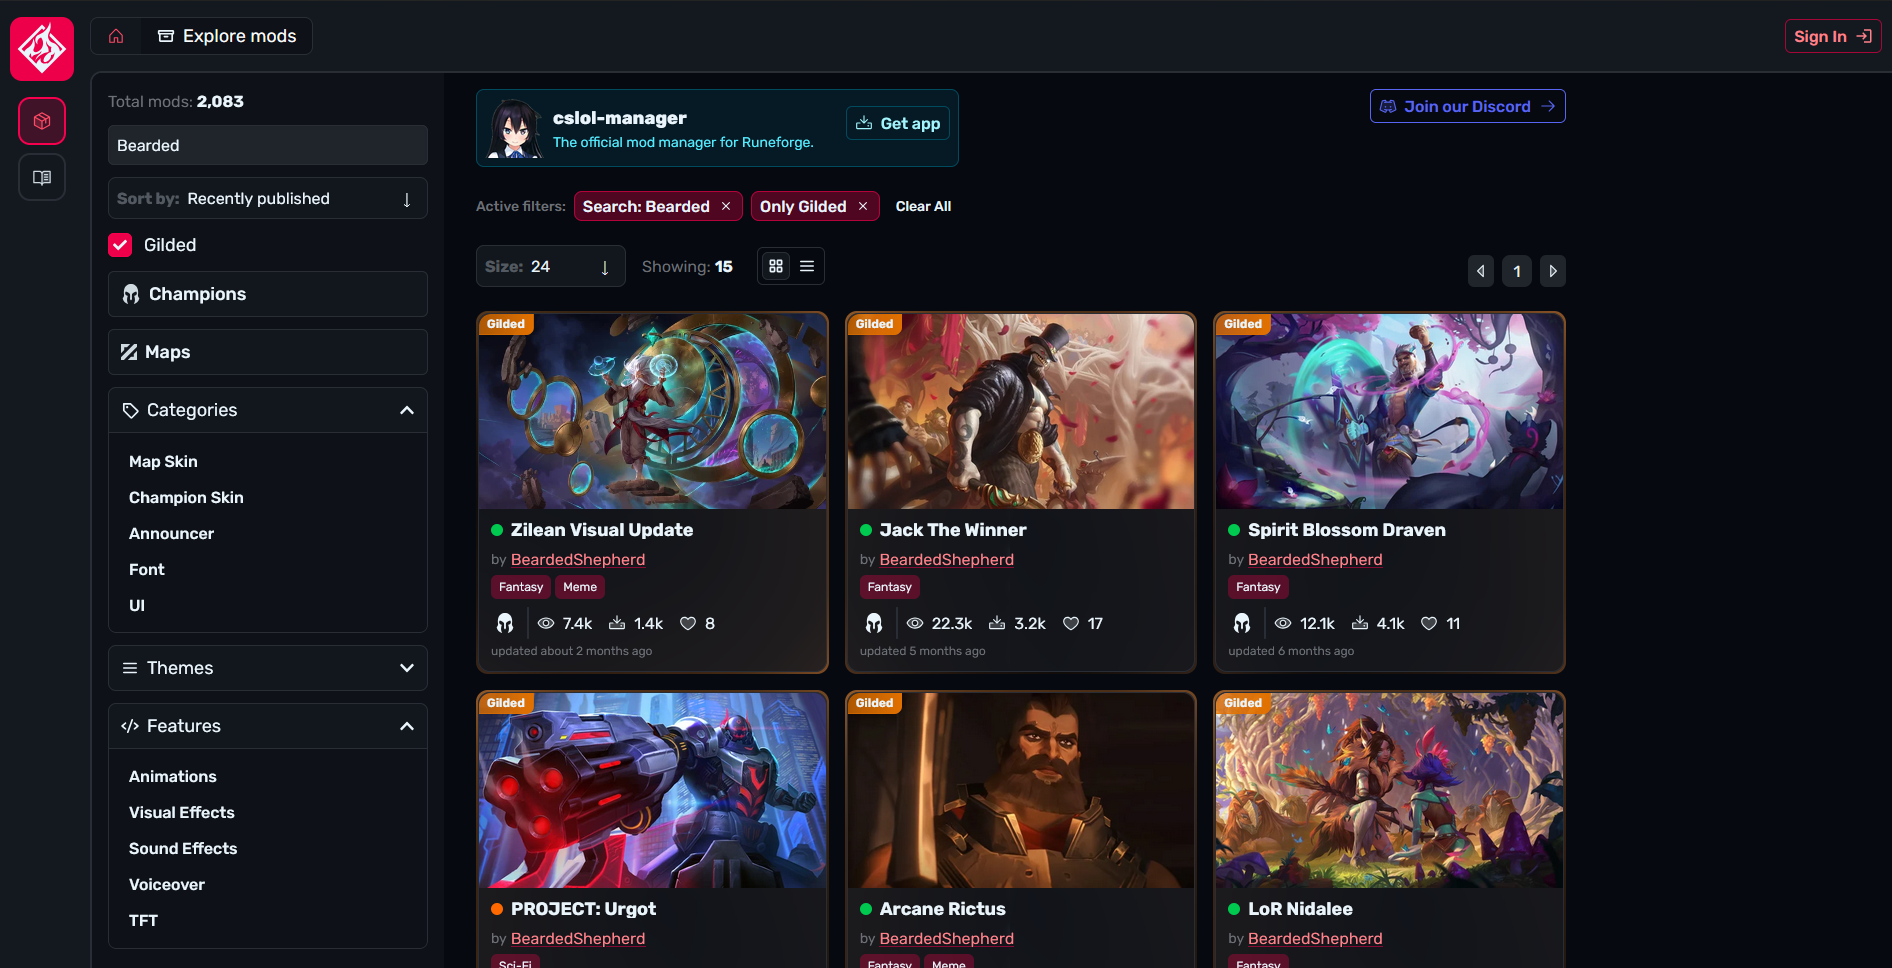 Explore mods
Sign In
Total mods: 2,083
Bearded
Sort by: Recently published
Gilded
Champions
Maps
Categories
Map Skin
Champion Skin
Announcer
Font
UI
Themes
Features
Animations
Visual Effects
Sound Effects
Voiceover
TFT
cslol-manager
The official mod manager for Runeforge.
Get app
Join our Discord
Active filters: Search: Bearded Only Gilded Clear All
Size: 24 Showing: 15
1
Gilded
Zilean Visual Update
by BeardedShepherd
Fantasy Meme
7.4k 1.4k 8
updated about 2 months ago
Gilded
Jack The Winner
by BeardedShepherd
Fantasy
22.3k 3.2k 17
updated 5 months ago
Gilded
Spirit Blossom Draven
by BeardedShepherd
Fantasy
12.1k 4.1k 11
updated 6 months ago
Gilded
PROJECT: Urgot
by BeardedShepherd
Sci-Fi
Gilded
Arcane Rictus
by BeardedShepherd
Fantasy Meme
Gilded
LoR Nidalee
by BeardedShepherd
Fantasy